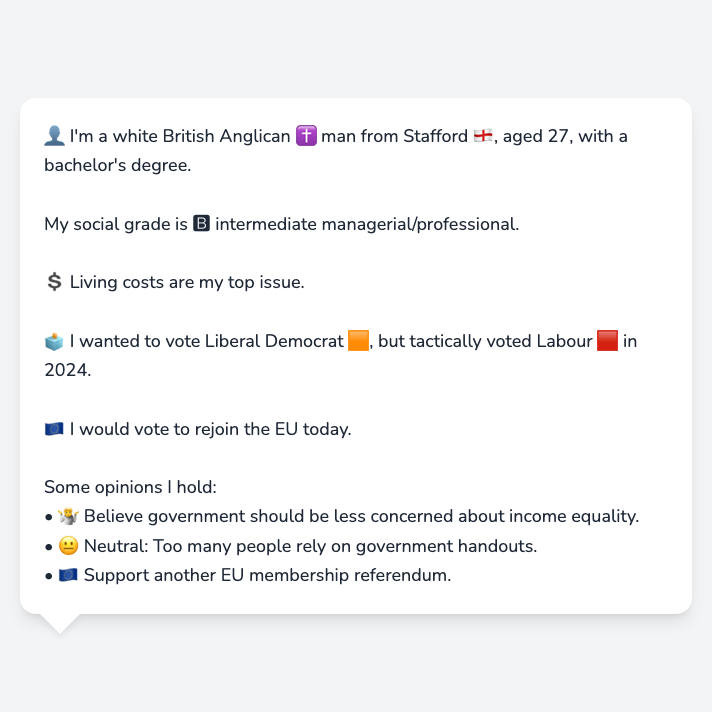 👤 I'm a white British Anglican ✝️ man from Stafford 🏴󠁧󠁢󠁥󠁮󠁧󠁿, aged 27, with a
bachelor's degree.
My social grade is 🅱 intermediate managerial/professional.
💲 Living costs are my top issue.
🗳️ I wanted to vote Liberal Democrat 🟧, but tactically voted Labour 🟥 in
2024.
🇪🇺 I would vote to rejoin the EU today.
Some opinions I hold:
• 🤷 Believe government should be less concerned about income equality.
• 😐 Neutral: Too many people rely on government handouts.
• 🇪🇺 Support another EU membership referendum.